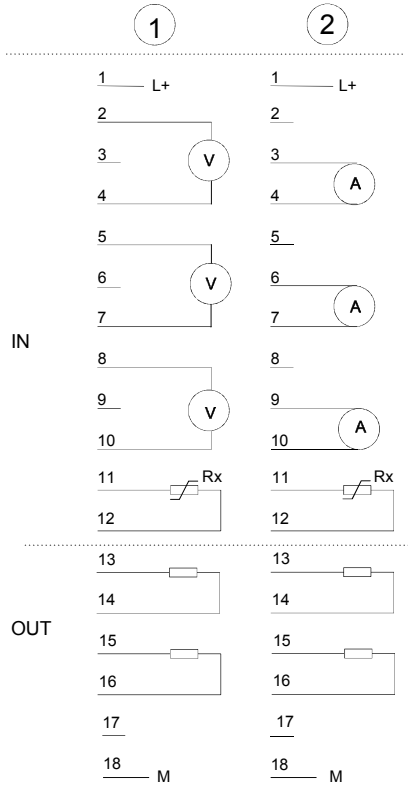 1 2
1 L+ 1 L+
2 2
3 V 3
4 4 A
5 5
6 V 6
7 7 A
IN
8 8
9 V 9
10 10 A
11 Rx 11 Rx
12 12
13 13
14 14
OUT
15 15
16 16
17 17
18 M 18 M